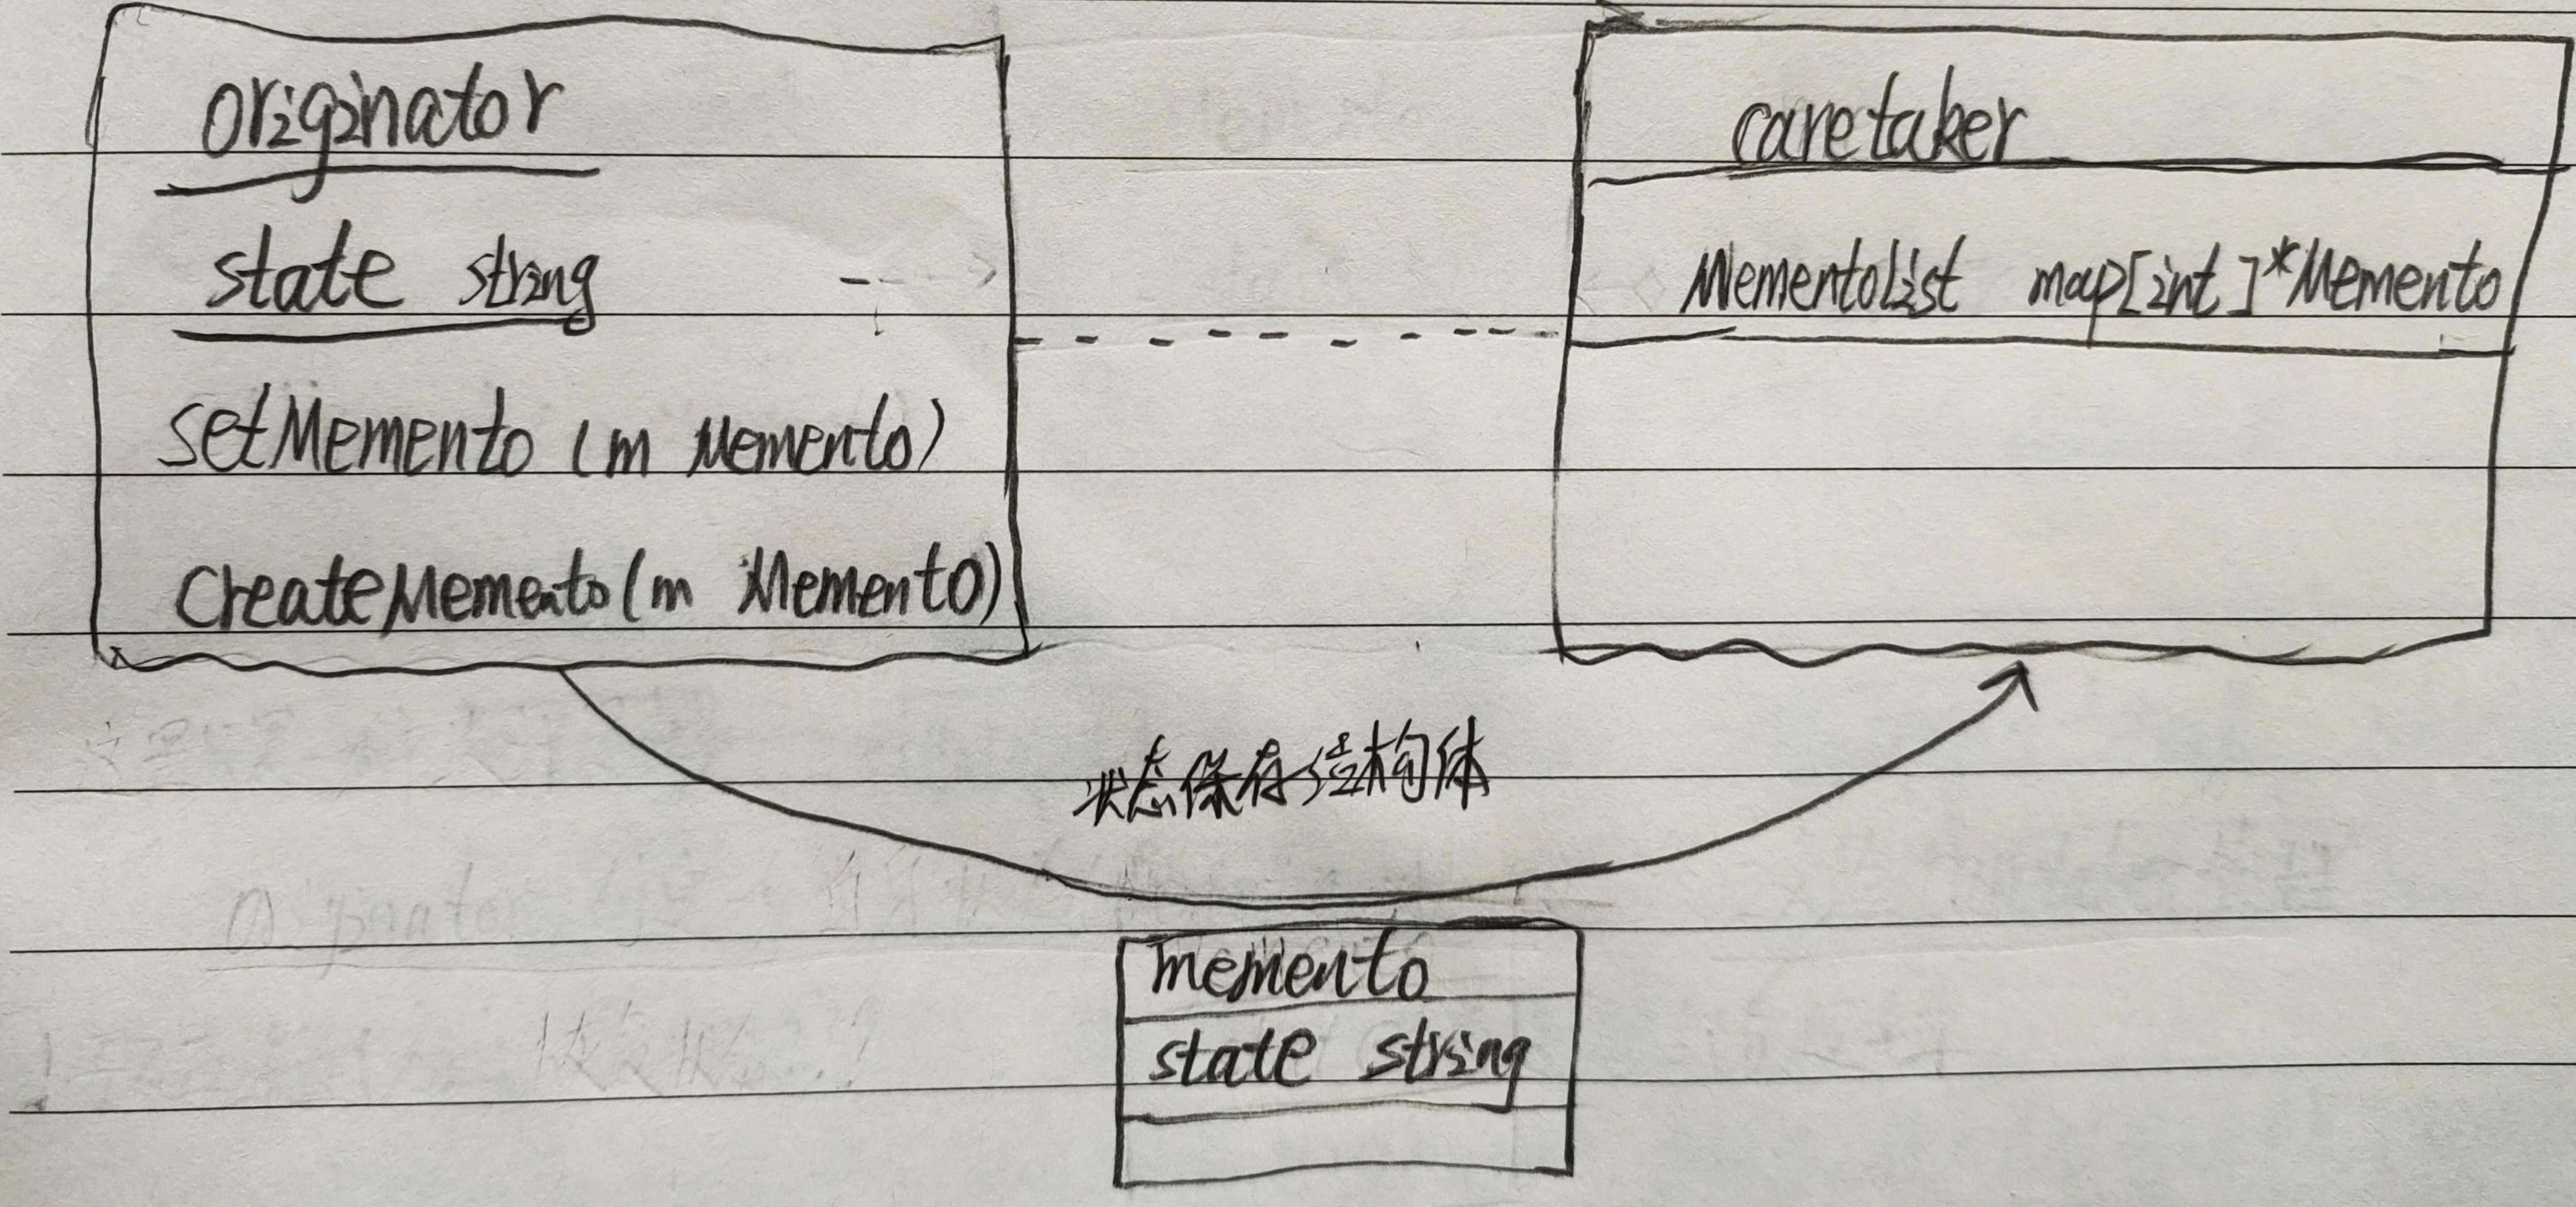 originator
state string
setMemento (m Memento)
CreateMemento (m Memento)
caretaker
MementoList map[int]*Memento
状态保存结构体
memento
state string